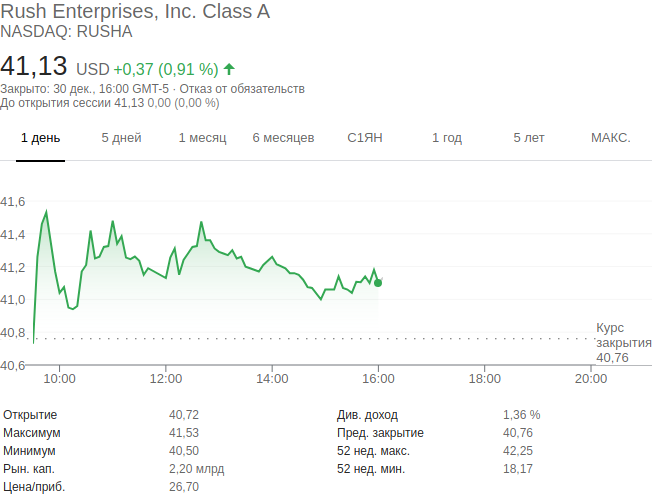 Rush Enterprises, Inc. Class A
NASDAQ: RUSHA
41,13 USD +0,37 (0,91 %)
Закрыто: 30 дек., 16:00 GMT-5 · Отказ от обязательств
До открытия сессии 41,13 0,00 (0,00 %)
1 день 5 дней 1 месяц 6 месяцев С1ЯН 1 год 5 лет МАКС.
41,6
41,4
41,2
41,0
40,8
40,6
Курс
закрытия
40,76
10:00 12:00 14:00 16:00 18:00 20:00
Открытие 40,72 Див. доход 1,36 %
Максимум 41,53 Пред. закрытие 40,76
Минимум 40,50 52 нед. макс. 42,25
Рын. кап. 2,20 млрд 52 нед. мин. 18,17
Цена/приб. 26,70